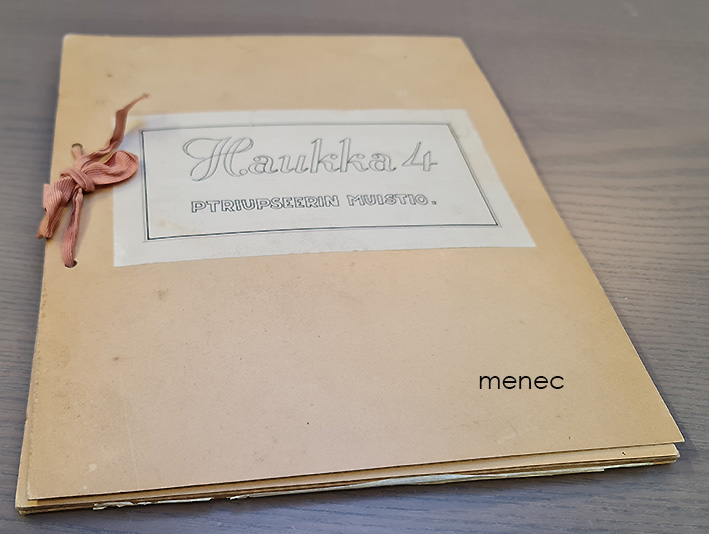 Haukka 4
PTRIUPSEERIN MUISTIO.
menec